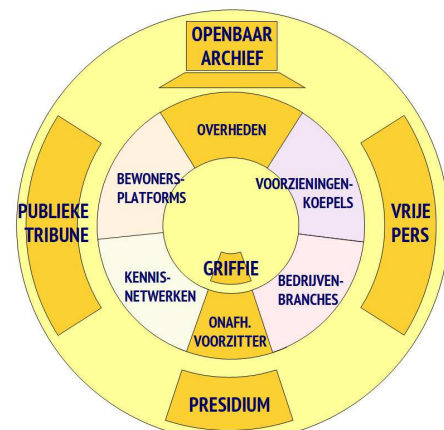 OPENBAAR
ARCHIEF
OVERHEDEN
BEWONERS-
PLATFORMS
VOORZIENINGEN-
KOEPELS
PUBLIEKE
TRIBUNE
VRIJE
PERS
GRIFFIE
KENNIS-
NETWERKEN
BEDRIJVEN-
BRANCHES
ONAFH.
VOORZITTER
PRESIDIUM